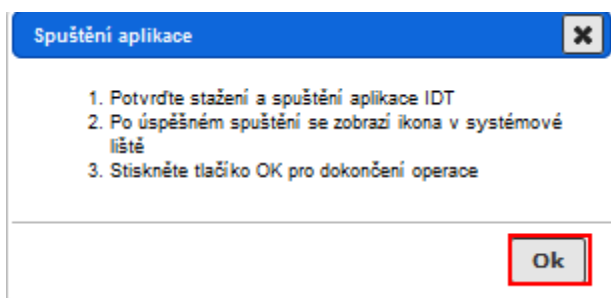 Spuštění aplikace
1. Potvrďte stažení a spuštění aplikace IDT
2. Po úspěšném spuštění se zobrazí ikona v systémové
liště
3. Stiskněte tlačíko OK pro dokončení operace
Ok